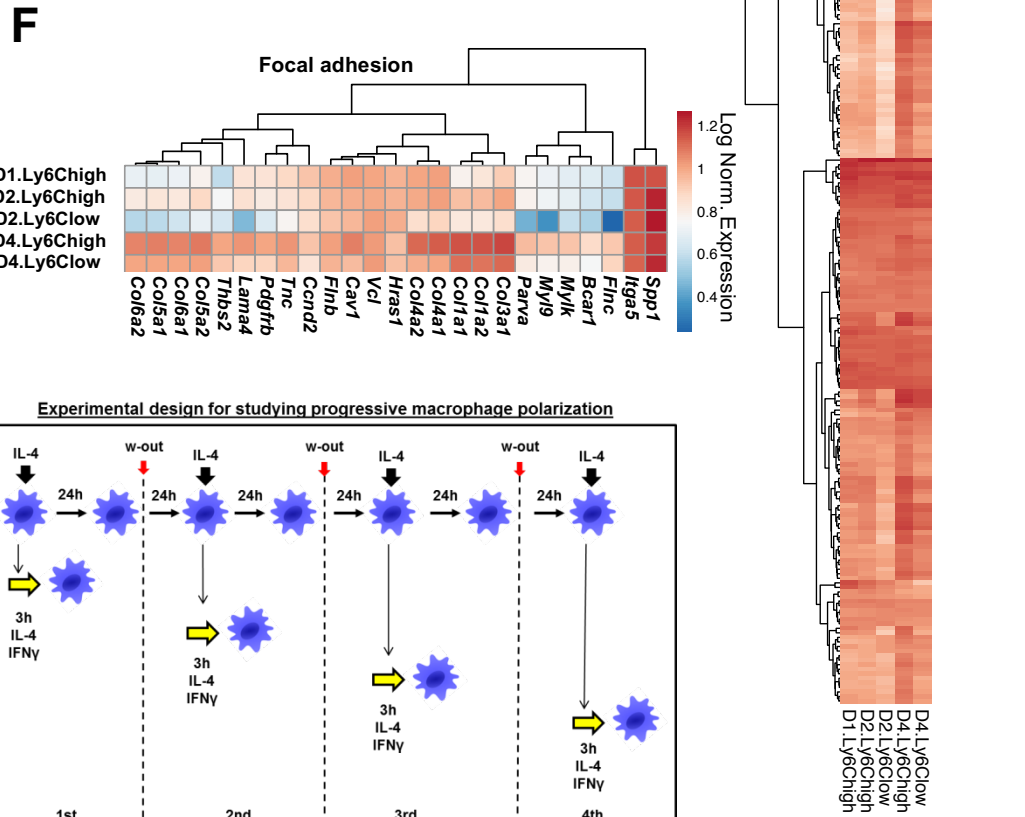 F
Focal adhesion
D1.Ly6Chigh
D2.Ly6Chigh
D2.Ly6Clow
D4.Ly6Chigh
D4.Ly6Clow
Col6a2
Col5a1
Col6a1
Col5a2
Thbs2
Lama4
Pdgfrb
Tnc
Ccnd2
Flnb
Cav1
Vcl
Hras1
Col4a2
Col4a1
Col1a1
Col1a2
Col3a1
Parva
Myl9
Mylk
Bcar1
Flnc
Itga5
Spp1
1.2
1
0.8
0.6
0.4
Log Norm. Expression
Experimental design for studying progressive macrophage polarization
IL-4
w-out
IL-4
w-out
IL-4
w-out
IL-4
24h
24h
24h
24h
24h
24h
3h
IL-4
IFNγ
3h
IL-4
IFNγ
3h
IL-4
IFNγ
3h
IL-4
IFNγ
1st
2nd
3rd
4th
D1.Ly6Chigh
D2.Ly6Chigh
D2.Ly6Clow
D4.Ly6Chigh
D4.Ly6Clow